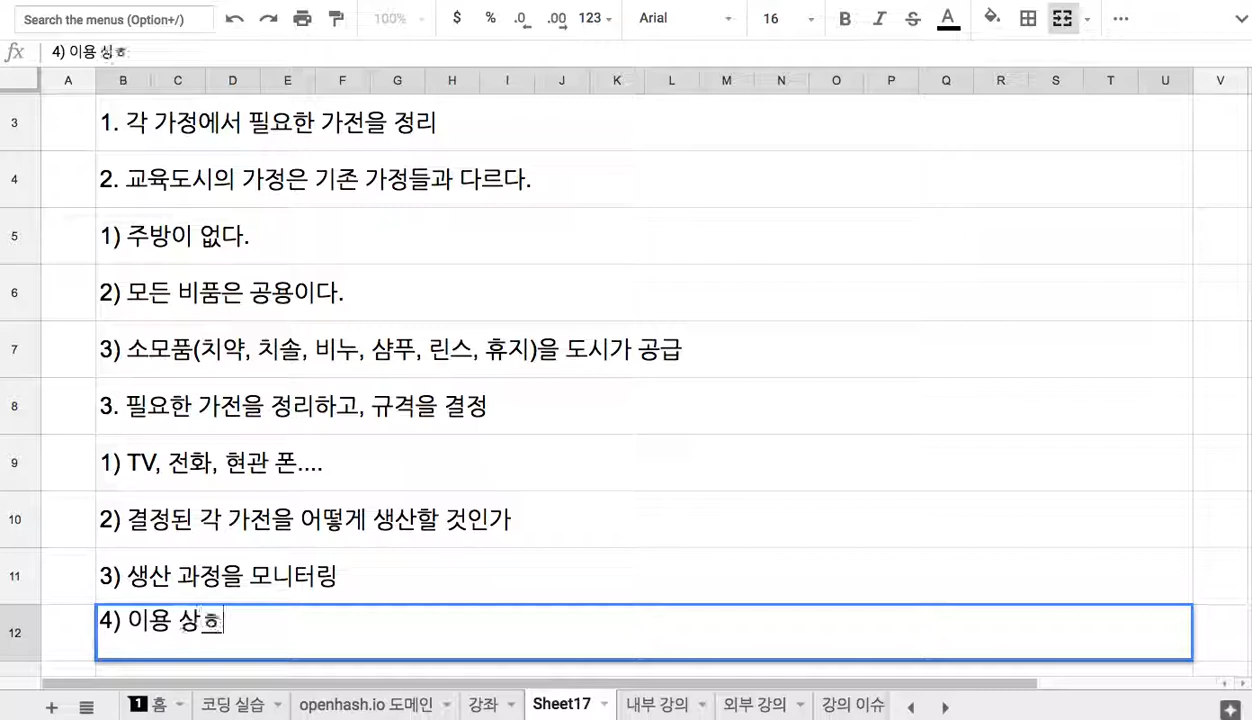 Search the menus (Option+/) 100% $ % .0 .00 123 Arial 16 B I S A
fx 4) 이용 상ㅎ
A B C D E F G H I J K L M N O P Q R S T U V
3 1. 각 가정에서 필요한 가전을 정리
4 2. 교육도시의 가정은 기존 가정들과 다르다.
5 1) 주방이 없다.
6 2) 모든 비품은 공용이다.
7 3) 소모품(치약, 치솔, 비누, 샴푸, 린스, 휴지)을 도시가 공급
8 3. 필요한 가전을 정리하고, 규격을 결정
9 1) TV, 전화, 현관 폰....
10 2) 결정된 각 가전을 어떻게 생산할 것인가
11 3) 생산 과정을 모니터링
12 4) 이용 상ㅎ
1 홈 코딩 실습 openhash.io 도메인 강좌 Sheet17 내부 강의 외부 강의 강의 이슈